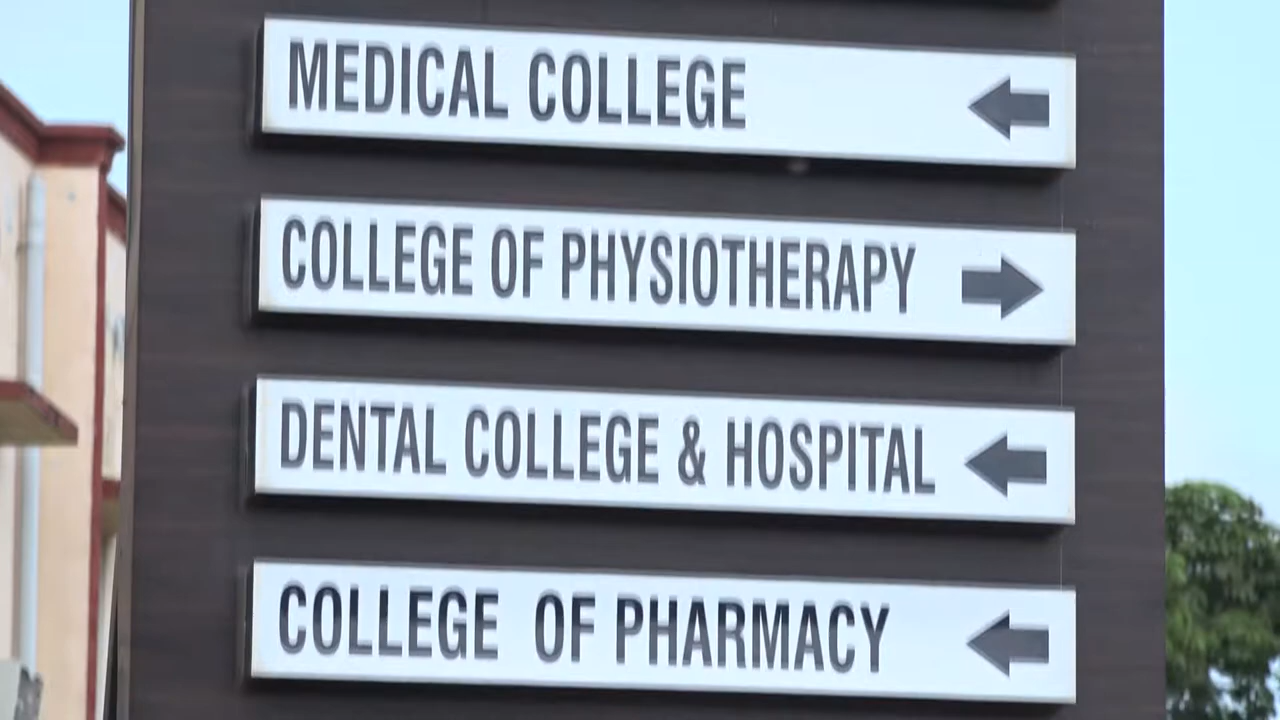 MEDICAL COLLEGE
COLLEGE OF PHYSIOTHERAPY
DENTAL COLLEGE & HOSPITAL
COLLEGE OF PHARMACY